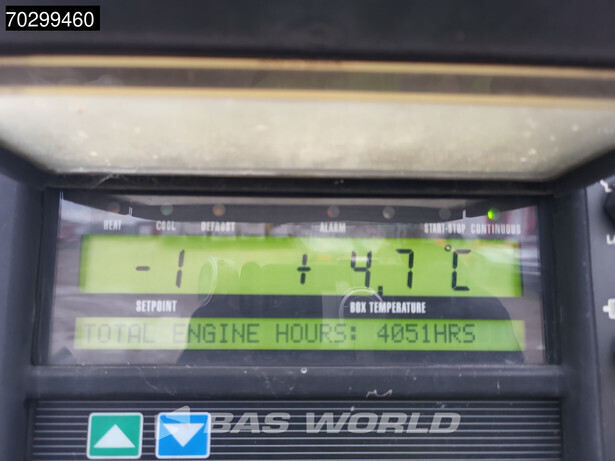 70299460
HEAT COOL DEFROST ALARM START-STOP CONTINUOUS
-1 + 4.7°C
SETPOINT BOX TEMPERATURE
TOTAL ENGINE HOURS: 4051HRS
BAS WORLD